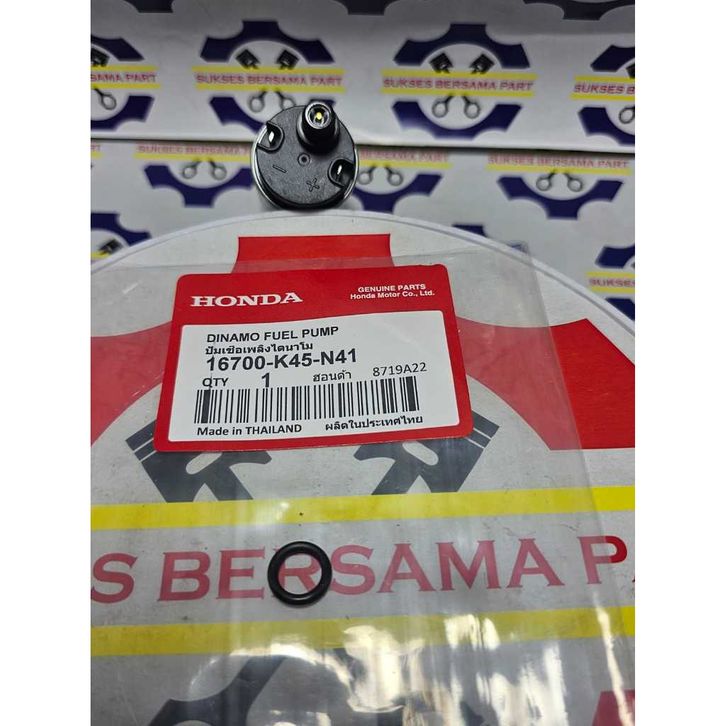 SUKSES BERSAMA PART
SUKSES BERSAMA PART
SUKSES BERSAMA PART
SUKSES BERSAMA PART
- +
HONDA
GENUINE PARTS
Honda Motor Co., Ltd.
DINAMO FUEL PUMP
ปั๊มเชื้อเพลิงไดนาโม
16700-K45-N41
QTY 1 ฮอนด้า 8719A22
Made in THAILAND ผลิตในประเทศไทย
SES BERSAMA PA